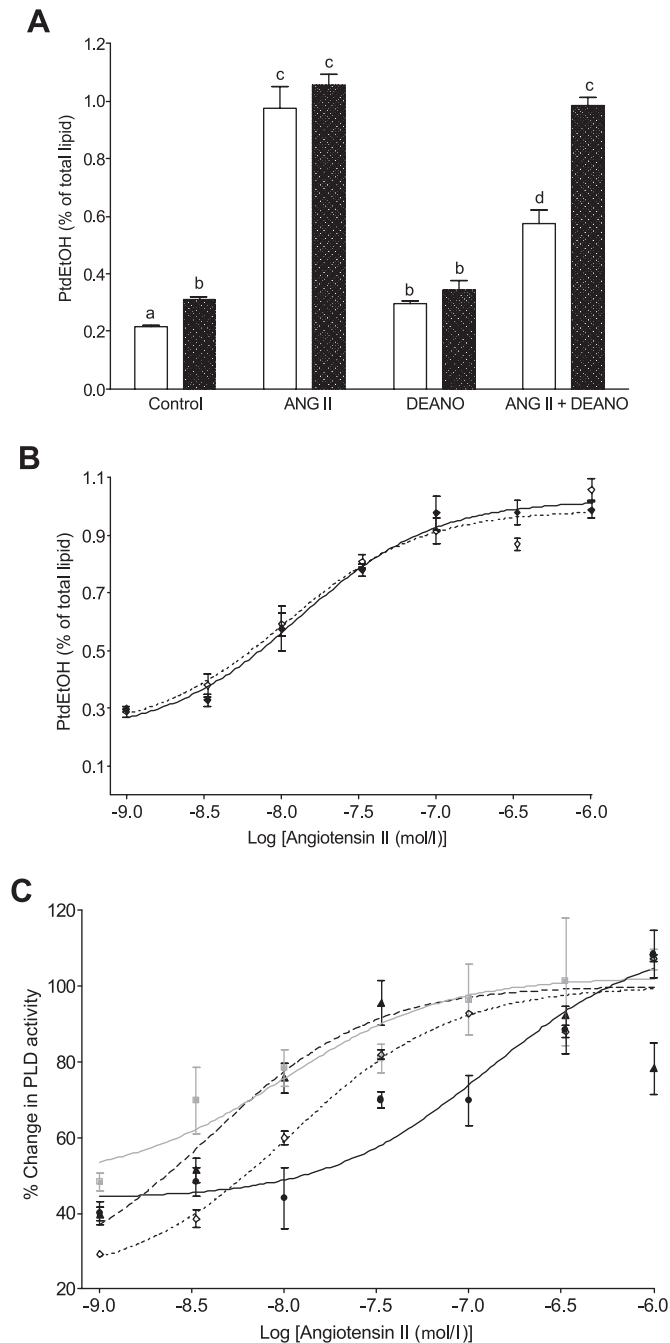 A
PtdEtOH (% of total lipid)
1.2
1.0
0.8
0.6
0.4
0.2
0.0
a
b
c
c
b
b
d
c
Control
ANG II
DEANO
ANG II + DEANO
B
PtdEtOH (% of total lipid)
1.1
0.9
0.7
0.5
0.3
0.1
-9.0
-8.5
-8.0
-7.5
-7.0
-6.5
-6.0
Log [Angiotensin II (mol/l)]
C
% Change in PLD activity
120
100
80
60
40
20
-9.0
-8.5
-8.0
-7.5
-7.0
-6.5
-6.0
Log [Angiotensin II (mol/l)]